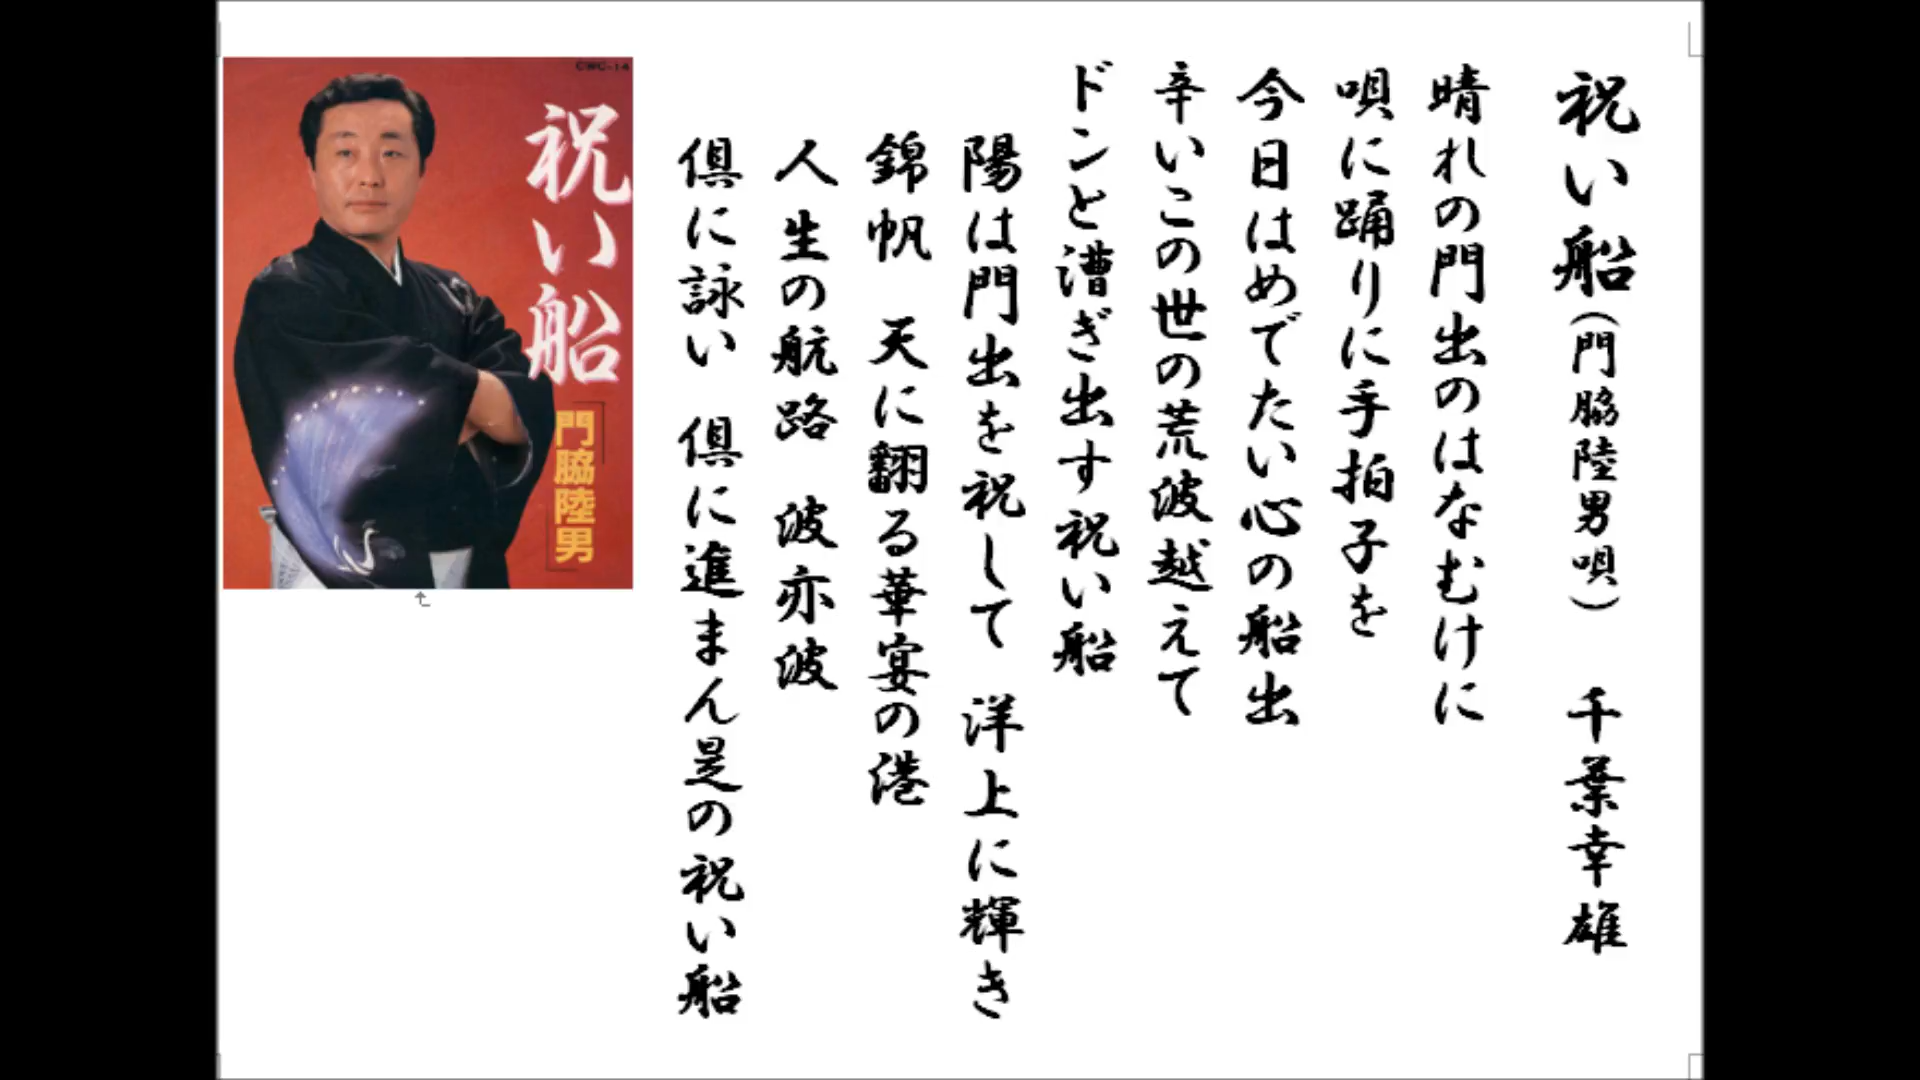 祝い船(門脇陸男唄)　千葉幸雄
晴れの門出のはなむけに
唄に踊りに手拍子を
今日はめでたい心の船出
辛いこの世の荒波越えて
ドンと漕ぎ出す祝い船
陽は門出を祝して　洋上に輝き
錦帆　天に翻る華宴の港
人生の航路　波亦波
倶に詠い　倶に進まん是の祝い船
CWC-14
祝い船
門脇陸男